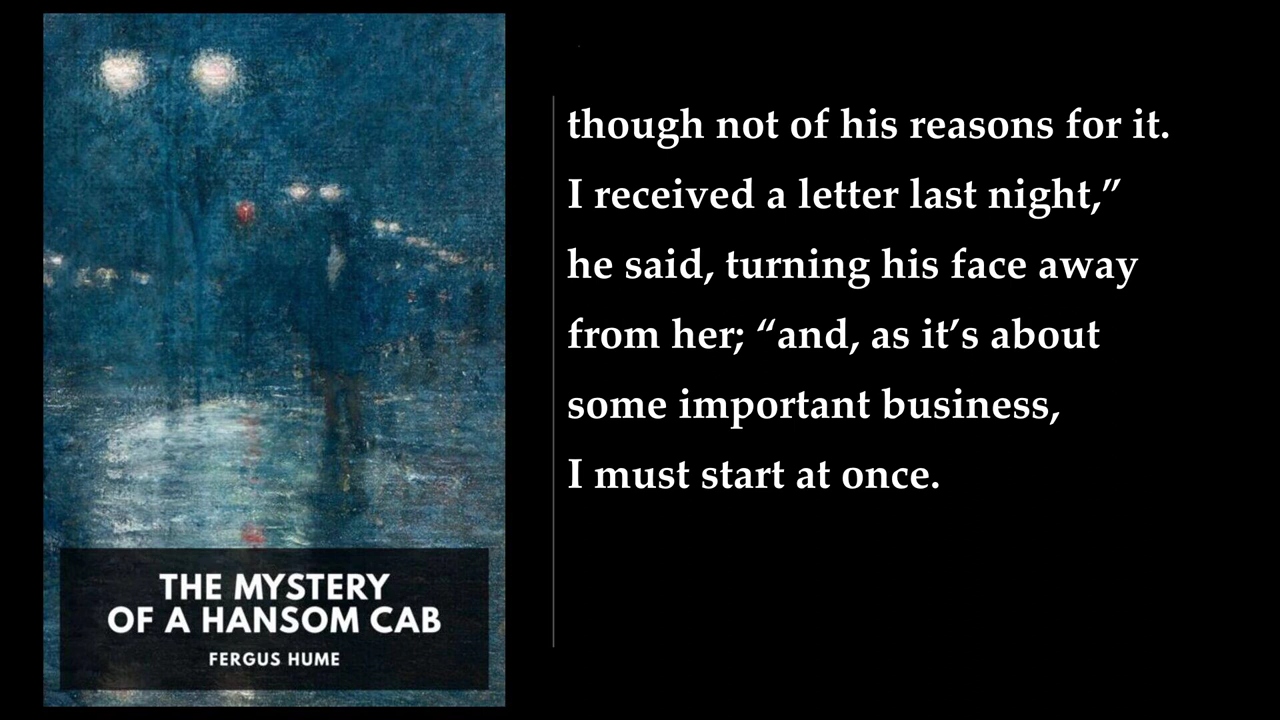 THE MYSTERY
OF A HANSOM CAB
FERGUS HUME
though not of his reasons for it.
I received a letter last night,”
he said, turning his face away
from her; “and, as it’s about
some important business,
I must start at once.